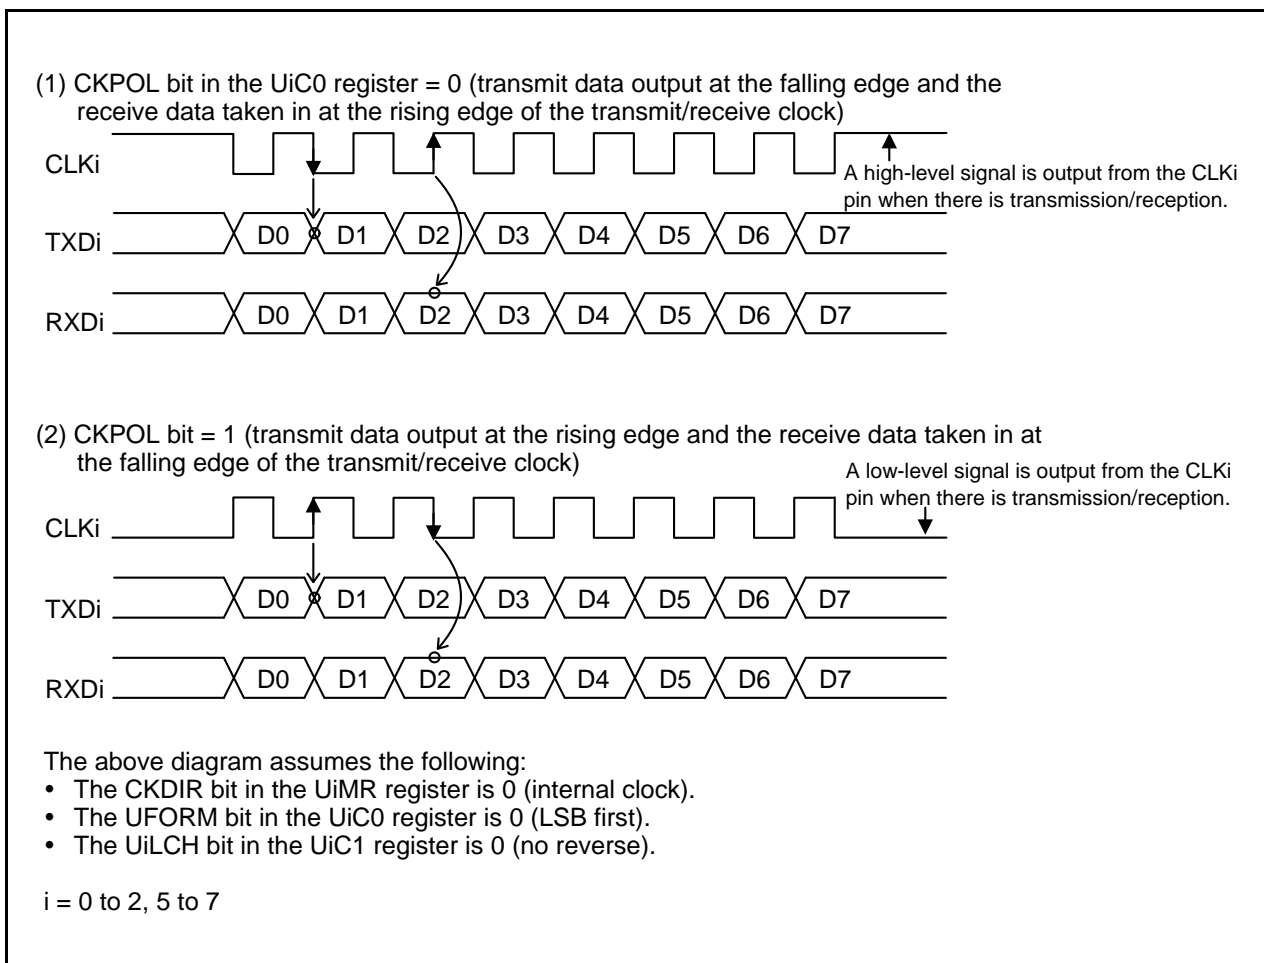 (1) CKPOL bit in the UiC0 register = 0 (transmit data output at the falling edge and the
receive data taken in at the rising edge of the transmit/receive clock)
CLKi
A high-level signal is output from the CLKi
pin when there is transmission/reception.
TXDi D0 D1 D2 D3 D4 D5 D6 D7
RXDi D0 D1 D2 D3 D4 D5 D6 D7
(2) CKPOL bit = 1 (transmit data output at the rising edge and the receive data taken in at
the falling edge of the transmit/receive clock)
A low-level signal is output from the CLKi
pin when there is transmission/reception.
CLKi
TXDi D0 D1 D2 D3 D4 D5 D6 D7
RXDi D0 D1 D2 D3 D4 D5 D6 D7
The above diagram assumes the following:
• The CKDIR bit in the UiMR register is 0 (internal clock).
• The UFORM bit in the UiC0 register is 0 (LSB first).
• The UiLCH bit in the UiC1 register is 0 (no reverse).
i = 0 to 2, 5 to 7